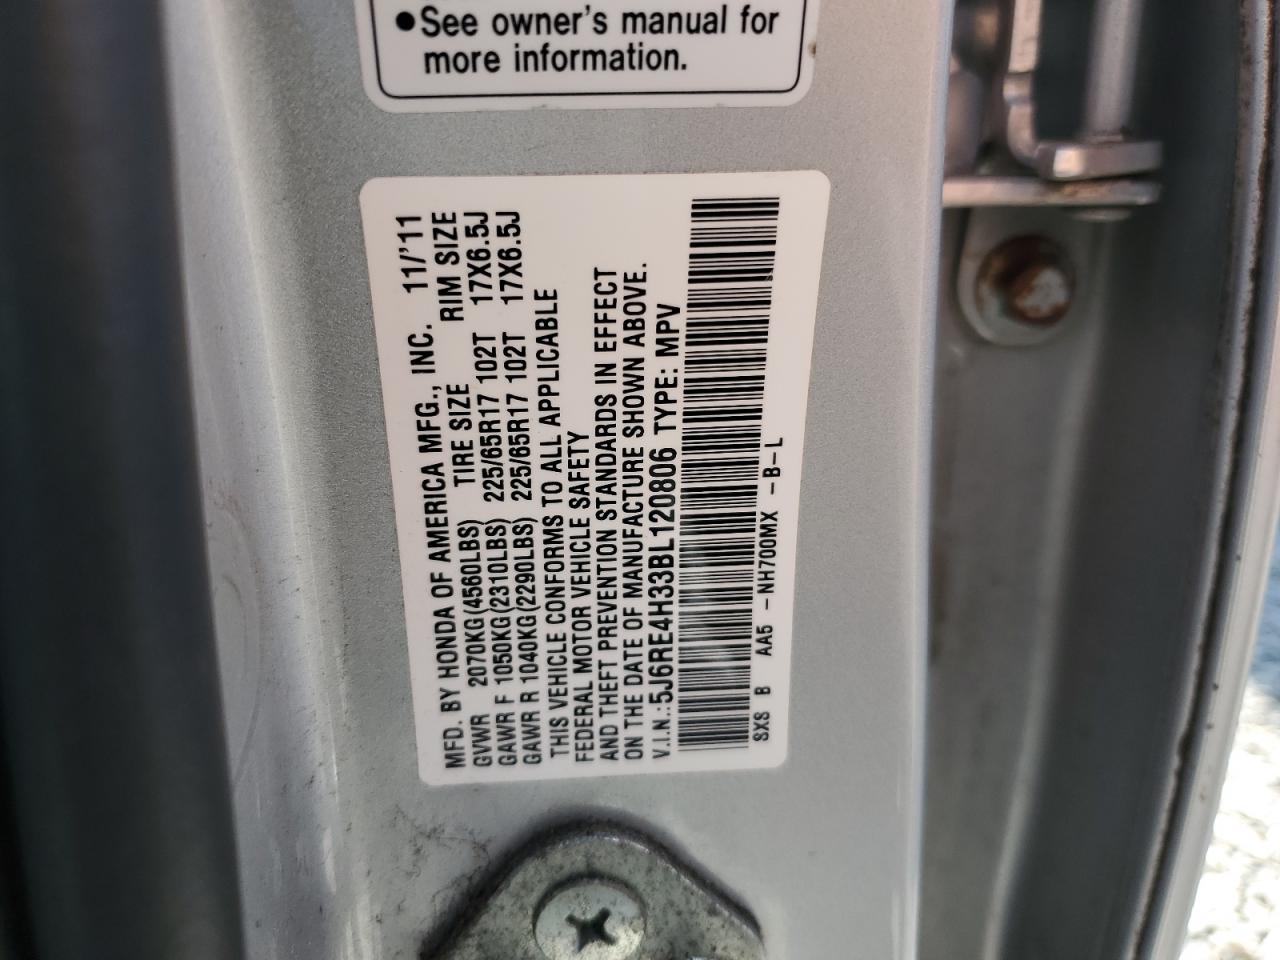 ●See owner's manual for
more information.
MFD. BY HONDA OF AMERICA MFG., INC. 11/'11
GVWR 2070KG(4560LBS) TIRE SIZE RIM SIZE
GAWR F 1050KG(2310LBS) 225/65R17 102T 17X6.5J
GAWR R 1040KG(2290LBS) 225/65R17 102T 17X6.5J
THIS VEHICLE CONFORMS TO ALL APPLICABLE
FEDERAL MOTOR VEHICLE SAFETY
AND THEFT PREVENTION STANDARDS IN EFFECT
ON THE DATE OF MANUFACTURE SHOWN ABOVE.
V.I.N.:5J6RE4H33BL120806 TYPE: MPV
SXS B AA5 -NH700MX -B-L